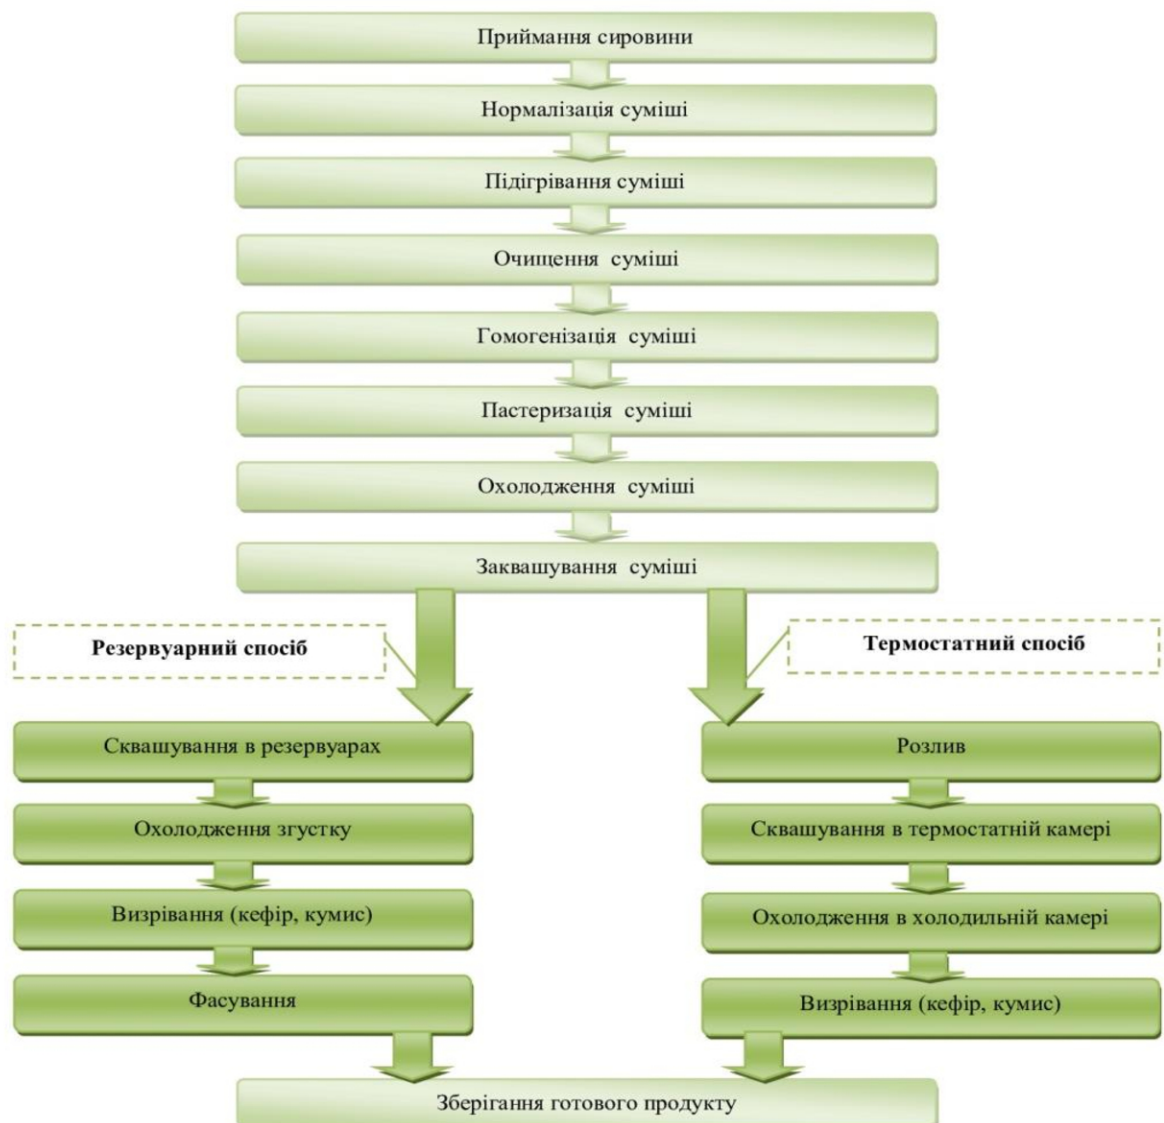 Приймання сировини
Нормалізація суміші
Підігрівання суміші
Очищення суміші
Гомогенізація суміші
Пастеризація суміші
Охолодження суміші
Заквашування суміші
Резервуарний спосіб
Термостатний спосіб
Сквашування в резервуарах
Охолодження згустку
Визрівання (кефір, кумис)
Фасування
Розлив
Сквашування в термостатній камері
Охолодження в холодильній камері
Визрівання (кефір, кумис)
Зберігання готового продукту